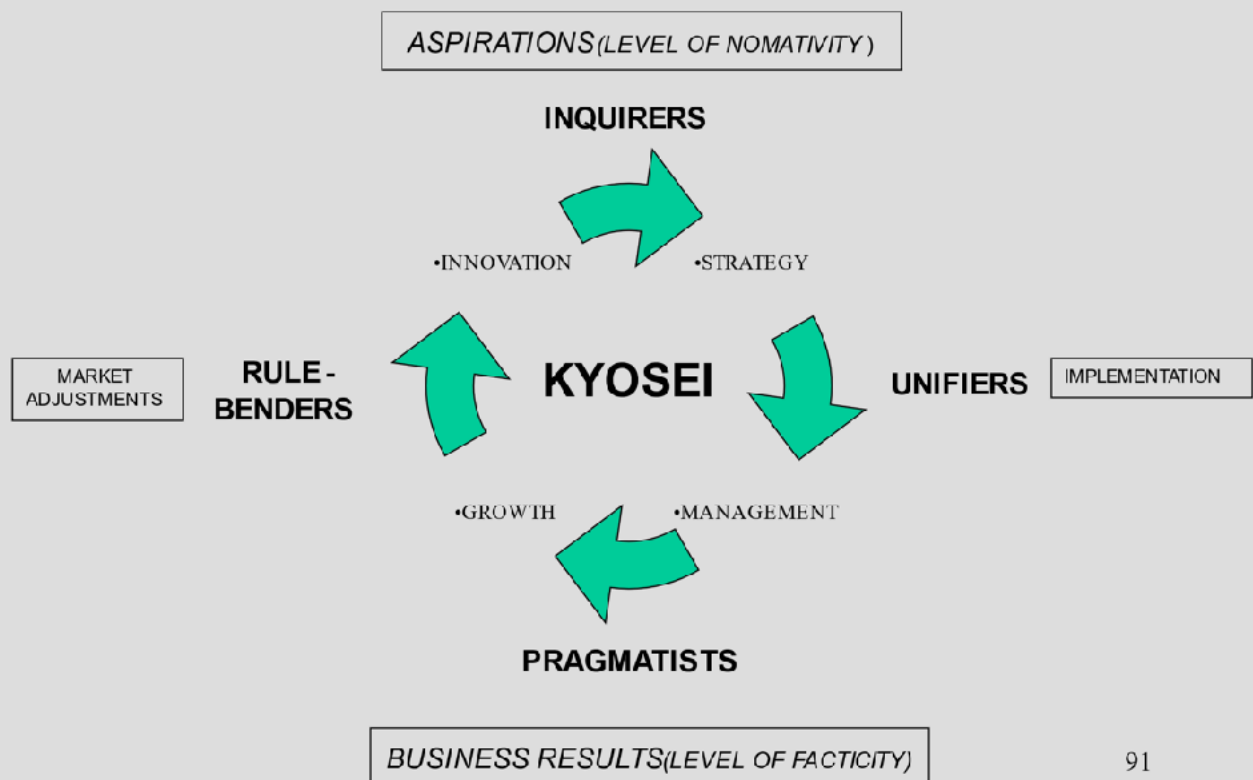 ASPIRATIONS(LEVEL OF NOMATIVITY )
INQUIRERS
•INNOVATION
•STRATEGY
MARKET
ADJUSTMENTS
RULE-
BENDERS
KYOSEI
UNIFIERS
IMPLEMENTATION
•GROWTH
•MANAGEMENT
PRAGMATISTS
BUSINESS RESULTS(LEVEL OF FACTICITY)
91